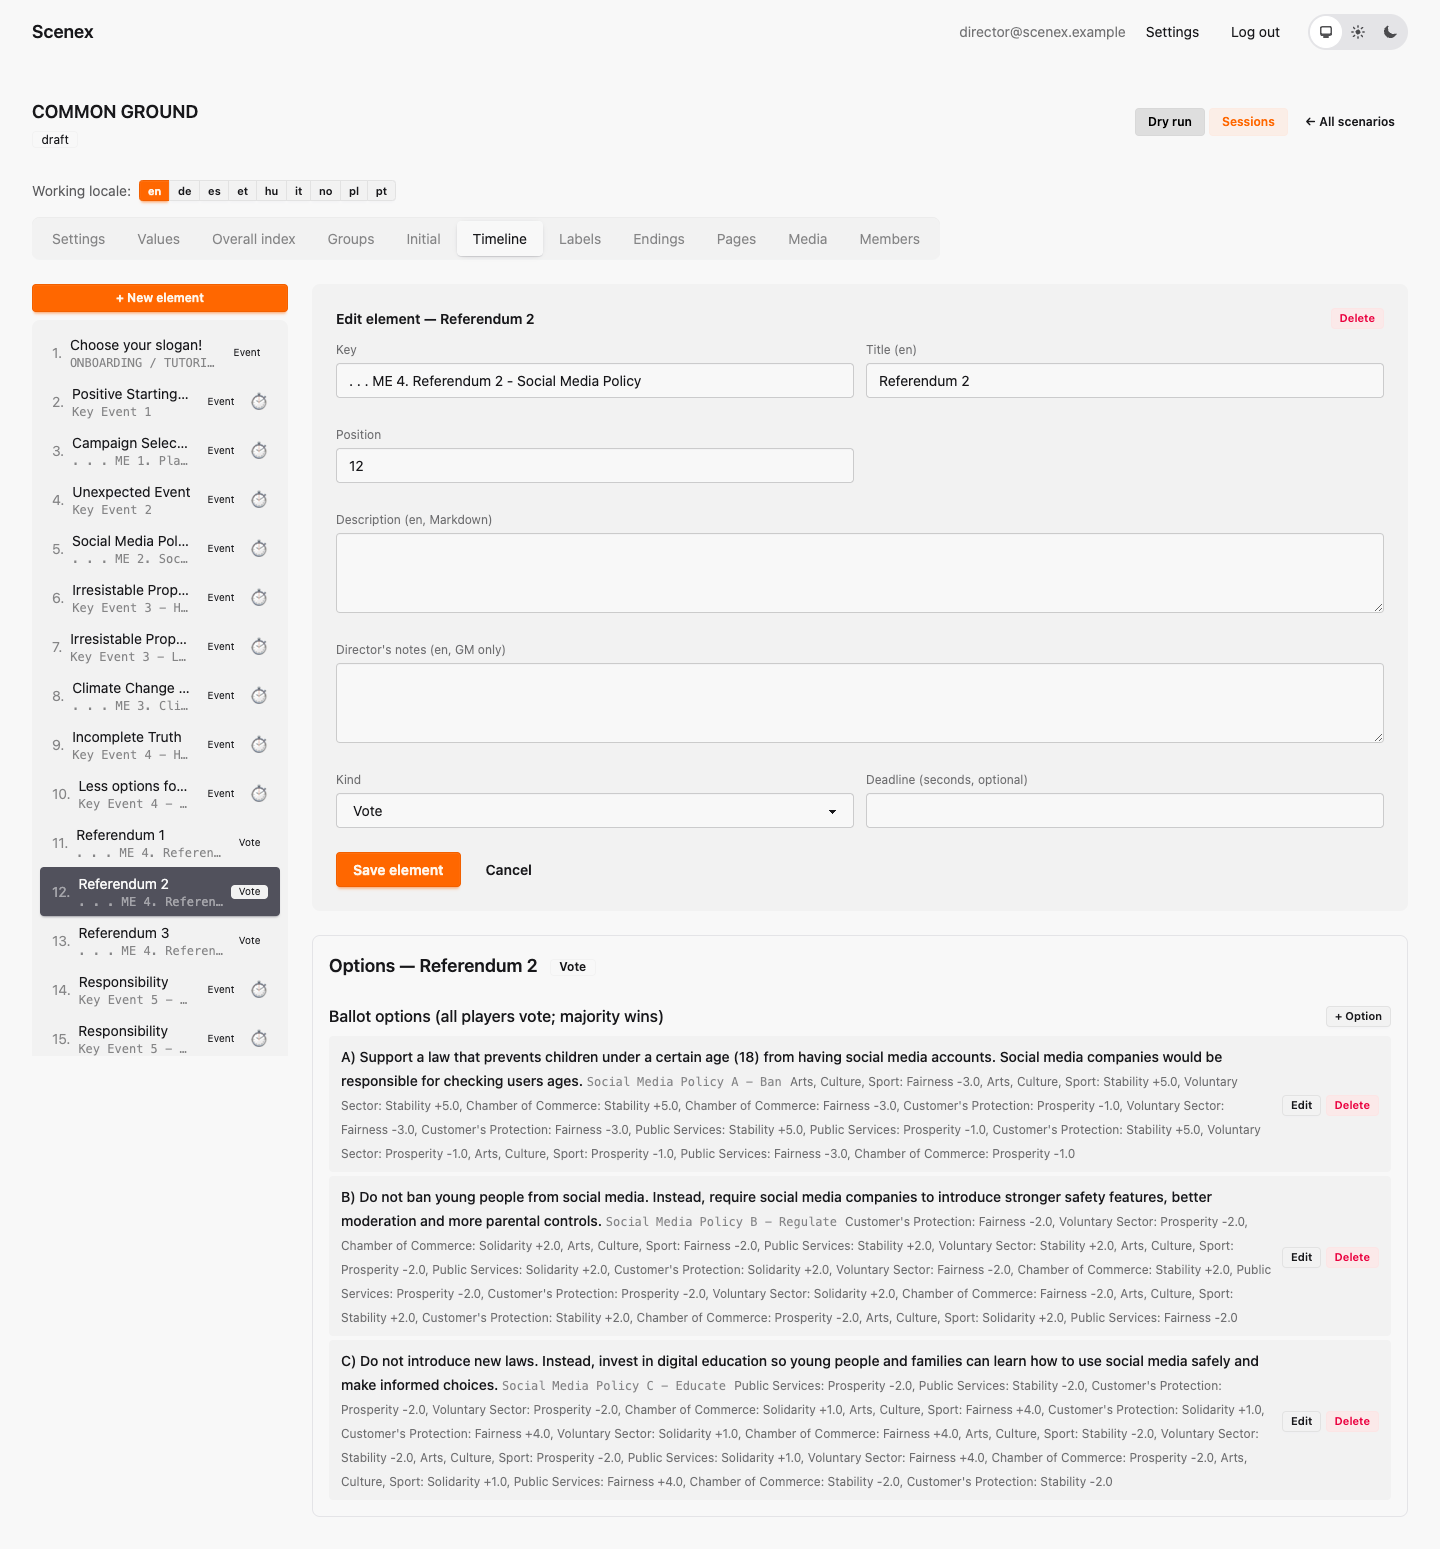 Scenex
director@scenex.example
Settings
Log out
COMMON GROUND
draft
Dry run
Sessions
← All scenarios
Working locale:
en de es et hu it no pl pt
Settings Values Overall index Groups Initial Timeline Labels Endings Pages Media Members
+ New element
1. Choose your slogan! Event
ONBOARDING / TUTORI…
2. Positive Starting… Event
Key Event 1
3. Campaign Selec… Event
. . . ME 1. Pla…
4. Unexpected Event Event
Key Event 2
5. Social Media Pol… Event
. . . ME 2. Soc…
6. Irresistable Prop… Event
Key Event 3 – H…
7. Irresistable Prop… Event
Key Event 3 – L…
8. Climate Change … Event
. . . ME 3. Cli…
9. Incomplete Truth Event
Key Event 4 – H…
10. Less options fo… Event
Key Event 4 – …
11. Referendum 1 Vote
. . . ME 4. Referen…
12. Referendum 2 Vote
. . . ME 4. Referen…
13. Referendum 3 Vote
. . . ME 4. Referen…
14. Responsibility Event
Key Event 5 – …
15. Responsibility Event
Key Event 5 – …
Edit element — Referendum 2
Delete
Key
. . . ME 4. Referendum 2 - Social Media Policy
Title (en)
Referendum 2
Position
12
Description (en, Markdown)
Director's notes (en, GM only)
Kind
Vote
Deadline (seconds, optional)
Save element
Cancel
Options — Referendum 2 Vote
Ballot options (all players vote; majority wins)
+ Option
A) Support a law that prevents children under a certain age (18) from having social media accounts. Social media companies would be
responsible for checking users ages. Social Media Policy A – Ban Arts, Culture, Sport: Fairness -3.0, Arts, Culture, Sport: Stability +5.0, Voluntary
Sector: Stability +5.0, Chamber of Commerce: Stability +5.0, Chamber of Commerce: Fairness -3.0, Customer's Protection: Prosperity -1.0, Voluntary Sector:
Fairness -3.0, Customer's Protection: Fairness -3.0, Public Services: Stability +5.0, Public Services: Prosperity -1.0, Customer's Protection: Stability +5.0, Voluntary
Sector: Prosperity -1.0, Arts, Culture, Sport: Prosperity -1.0, Public Services: Fairness -3.0, Chamber of Commerce: Prosperity -1.0
Edit
Delete
B) Do not ban young people from social media. Instead, require social media companies to introduce stronger safety features, better
moderation and more parental controls. Social Media Policy B – Regulate Customer's Protection: Fairness -2.0, Voluntary Sector: Prosperity -2.0,
Chamber of Commerce: Solidarity +2.0, Arts, Culture, Sport: Fairness -2.0, Public Services: Stability +2.0, Voluntary Sector: Stability +2.0, Arts, Culture, Sport:
Prosperity -2.0, Public Services: Solidarity +2.0, Customer's Protection: Solidarity +2.0, Voluntary Sector: Fairness -2.0, Chamber of Commerce: Stability +2.0, Public
Services: Prosperity -2.0, Customer's Protection: Prosperity -2.0, Voluntary Sector: Solidarity +2.0, Chamber of Commerce: Fairness -2.0, Arts, Culture, Sport:
Stability +2.0, Customer's Protection: Stability +2.0, Chamber of Commerce: Prosperity -2.0, Arts, Culture, Sport: Solidarity +2.0, Public Services: Fairness -2.0
Edit
Delete
C) Do not introduce new laws. Instead, invest in digital education so young people and families can learn how to use social media safely and
make informed choices. Social Media Policy C – Educate Public Services: Prosperity -2.0, Public Services: Stability -2.0, Customer's Protection:
Prosperity -2.0, Voluntary Sector: Prosperity -2.0, Chamber of Commerce: Solidarity +1.0, Arts, Culture, Sport: Fairness +4.0, Customer's Protection: Solidarity +1.0,
Customer's Protection: Fairness +4.0, Voluntary Sector: Solidarity +1.0, Chamber of Commerce: Fairness +4.0, Arts, Culture, Sport: Stability -2.0, Voluntary Sector:
Stability -2.0, Arts, Culture, Sport: Prosperity -2.0, Public Services: Solidarity +1.0, Voluntary Sector: Fairness +4.0, Chamber of Commerce: Prosperity -2.0, Arts,
Culture, Sport: Solidarity +1.0, Public Services: Fairness +4.0, Chamber of Commerce: Stability -2.0, Customer's Protection: Stability -2.0
Edit
Delete